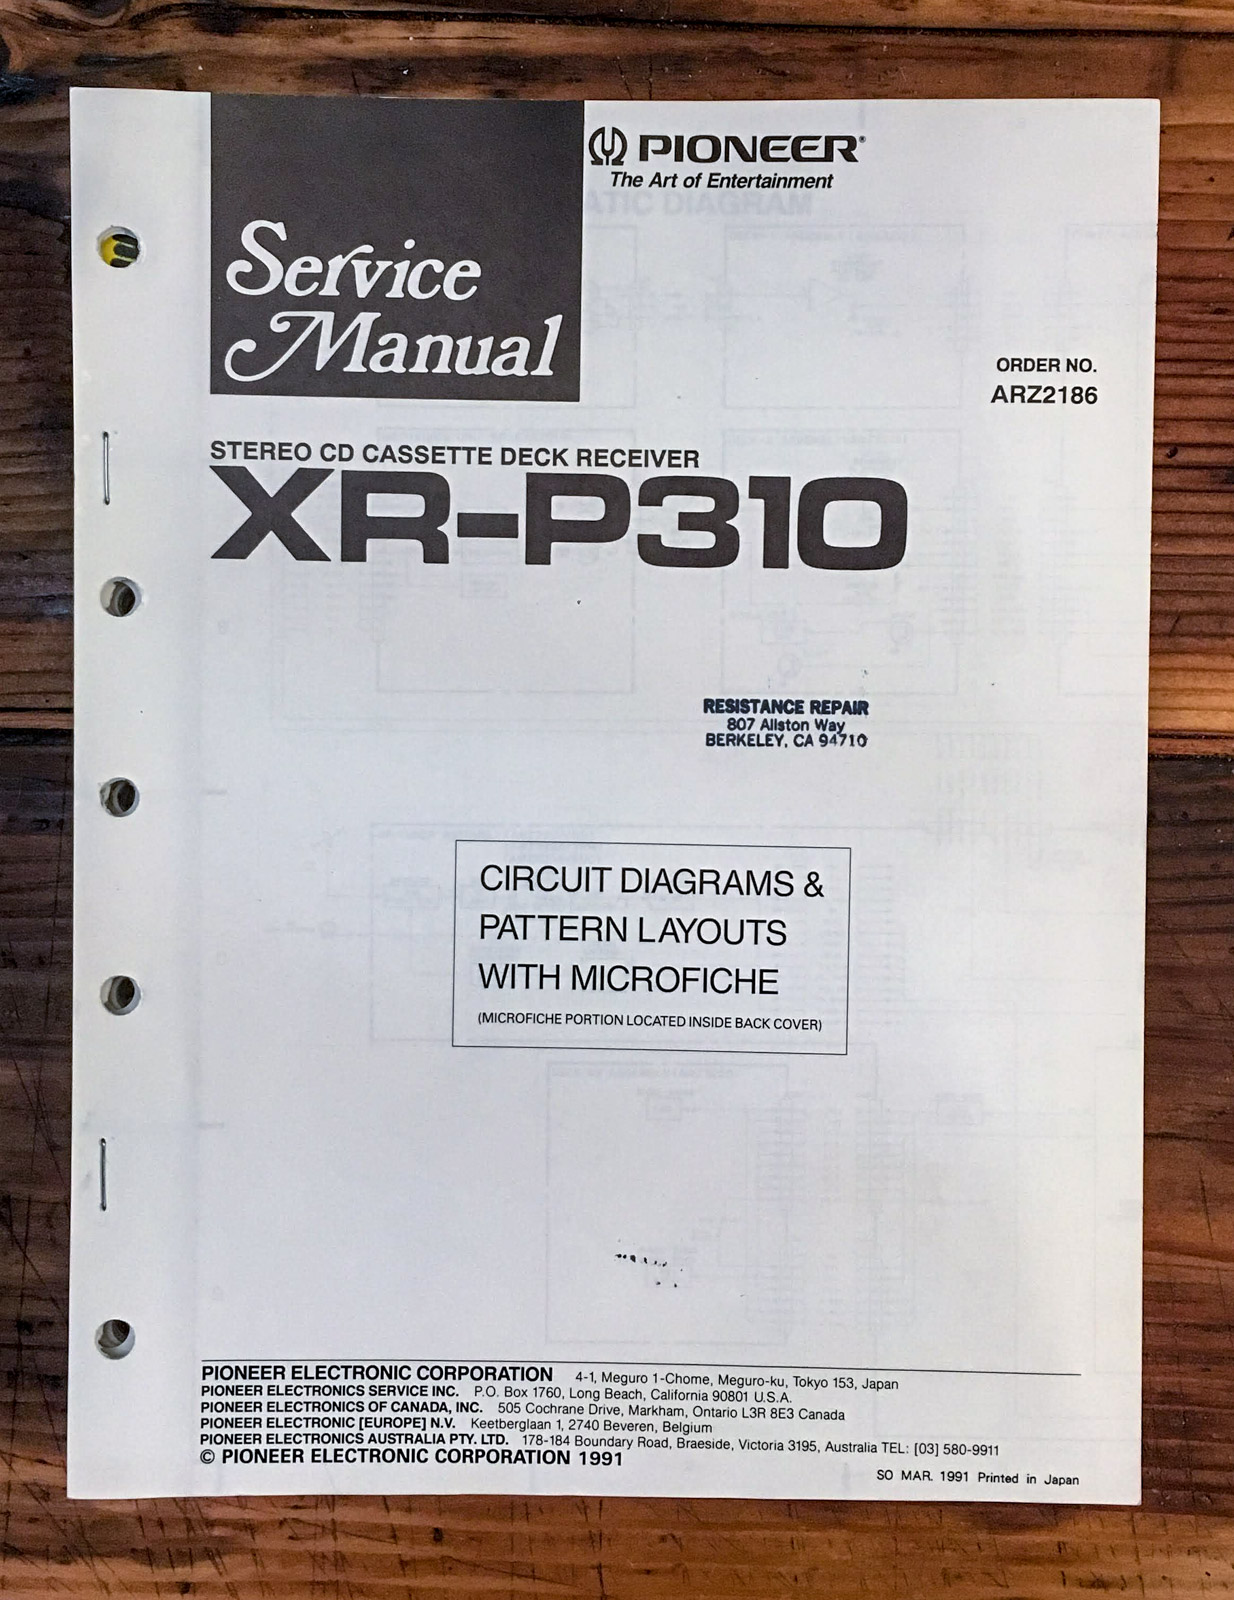 Service
Manual
PIONEER®
The Art of Entertainment
ATIC DIAGRAM
ORDER NO.
ARZ2186
STEREO CD CASSETTE DECK RECEIVER
XR-P310
RESISTANCE REPAIR
807 Allston Way
BERKELEY, CA 94710
CIRCUIT DIAGRAMS &
PATTERN LAYOUTS
WITH MICROFICHE
(MICROFICHE PORTION LOCATED INSIDE BACK COVER)
PIONEER ELECTRONIC CORPORATION 4-1, Meguro 1-Chome, Meguro-ku, Tokyo 153, Japan
PIONEER ELECTRONICS SERVICE INC. P.O. Box 1760, Long Beach, California 90801 U.S.A.
PIONEER ELECTRONICS OF CANADA, INC. 505 Cochrane Drive, Markham, Ontario L3R 8E3 Canada
PIONEER ELECTRONIC [EUROPE] N.V. Keetberglaan 1, 2740 Beveren, Belgium
PIONEER ELECTRONICS AUSTRALIA PTY. LTD. 178-184 Boundary Road, Braeside, Victoria 3195, Australia TEL: [03] 580-9911
© PIONEER ELECTRONIC CORPORATION 1991
SO MAR. 1991 Printed in Japan